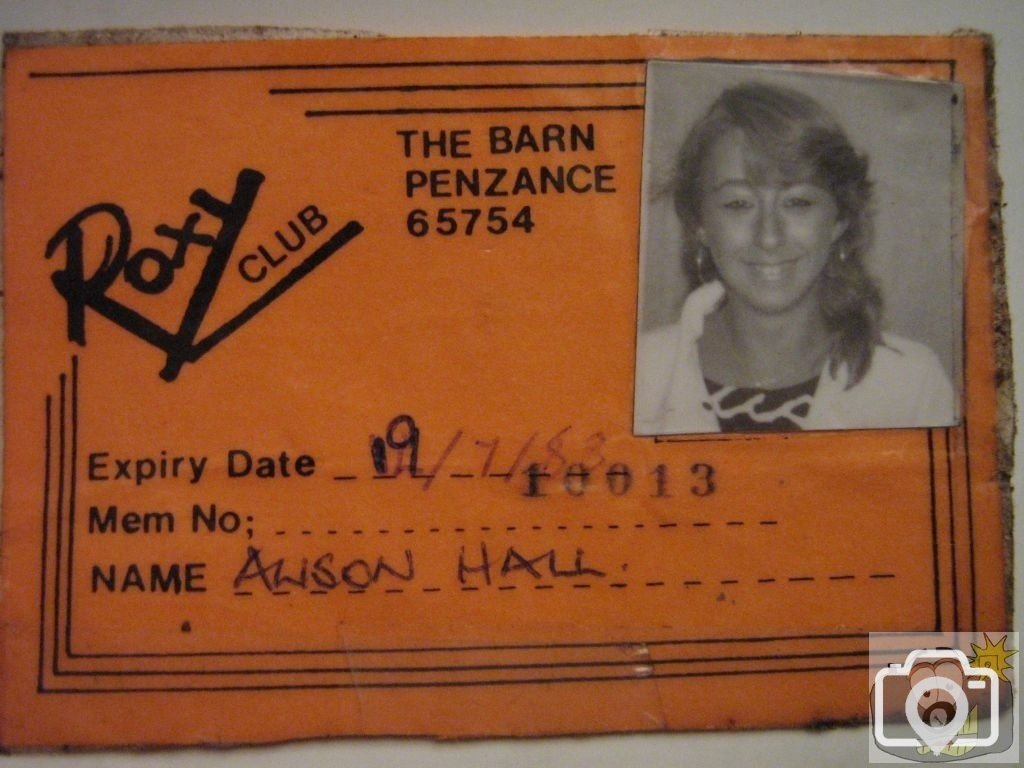 THE BARN
PENZANCE
65754
Roxy
CLUB
Expiry Date 19/7/83
10013
Mem No;
NAME ALISON HALL.